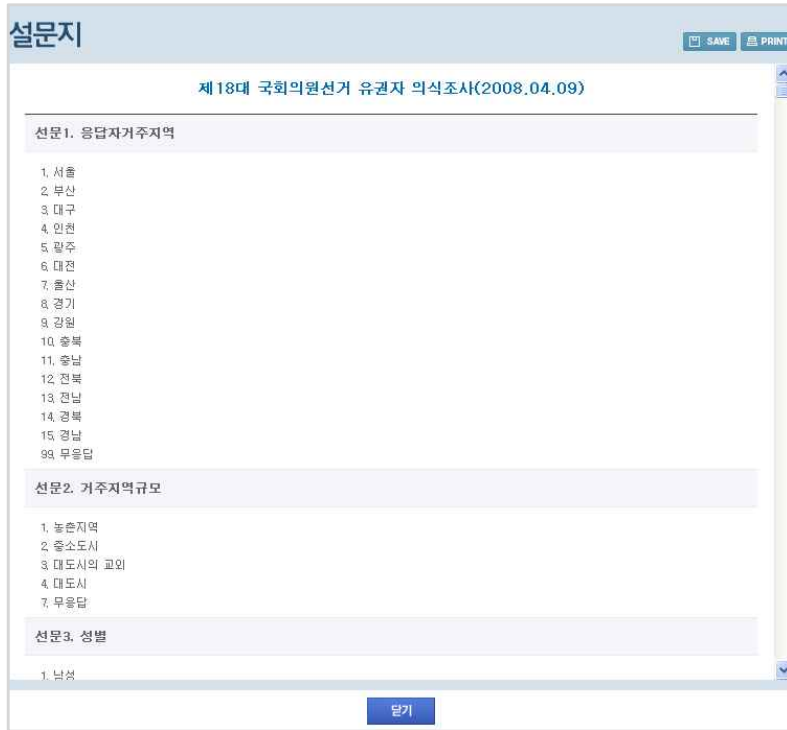 설문지
SAVE PRINT
제18대 국회의원선거 유권자 의식조사(2008.04.09)
선문1. 응답자거주지역
1. 서울
2. 부산
3. 대구
4. 인천
5. 광주
6. 대전
7. 울산
8. 경기
9. 강원
10. 충북
11. 충남
12. 전북
13. 전남
14. 경북
15. 경남
99. 무응답
선문2. 거주지역규모
1. 농촌지역
2. 중소도시
3. 대도시의 교외
4. 대도시
7. 무응답
선문3. 성별
1. 남성
닫기